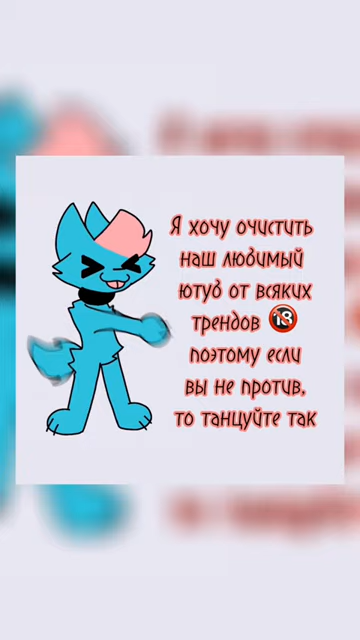 Я хочу очистить
наш любимый
ютуб от всяких
трендов 🔞
поэтому если
вы не против,
то танцуйте так